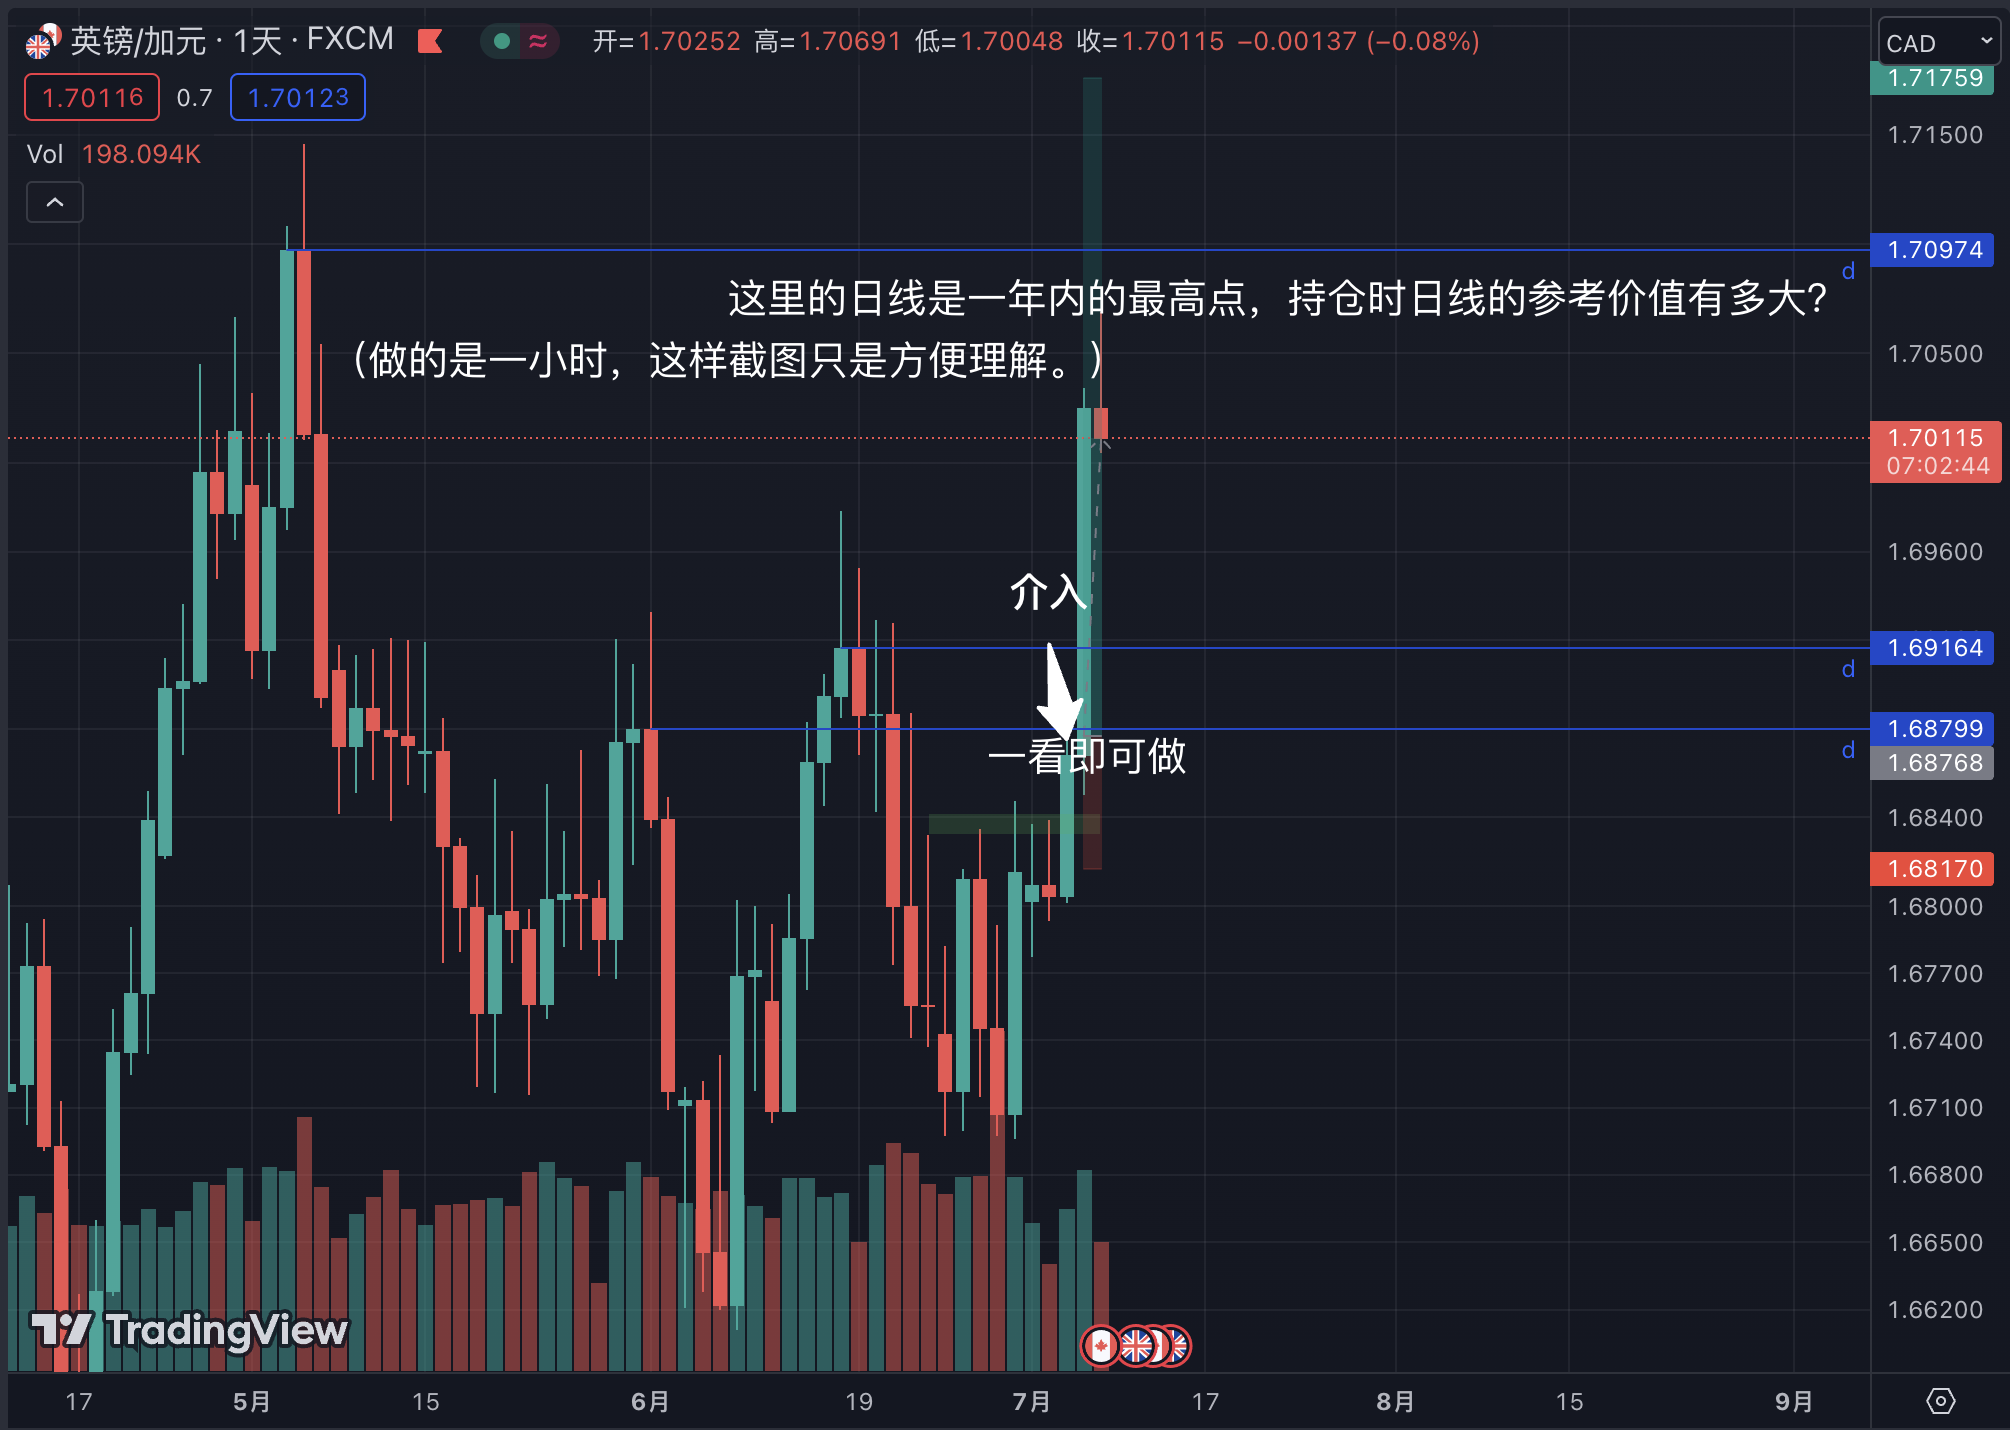 英镑/加元 · 1天 · FXCM 开=1.70252 高=1.70691 低=1.70048 收=1.70115 −0.00137 (−0.08%)
CAD
1.70116 0.7 1.70123
1.71759
Vol 198.094K
1.71500
1.70974
d
这里的日线是一年内的最高点，持仓时日线的参考价值有多大？
（做的是一小时，这样截图只是方便理解。）
1.70500
1.70115
07:02:44
1.69600
介入
1.69164
d
1.68799
d
一看即可做
1.68768
1.68400
1.68170
1.68000
1.67700
1.67400
1.67100
1.66800
1.66500
1.66200
TradingView
17 5月 15 6月 19 7月 17 8月 15 9月